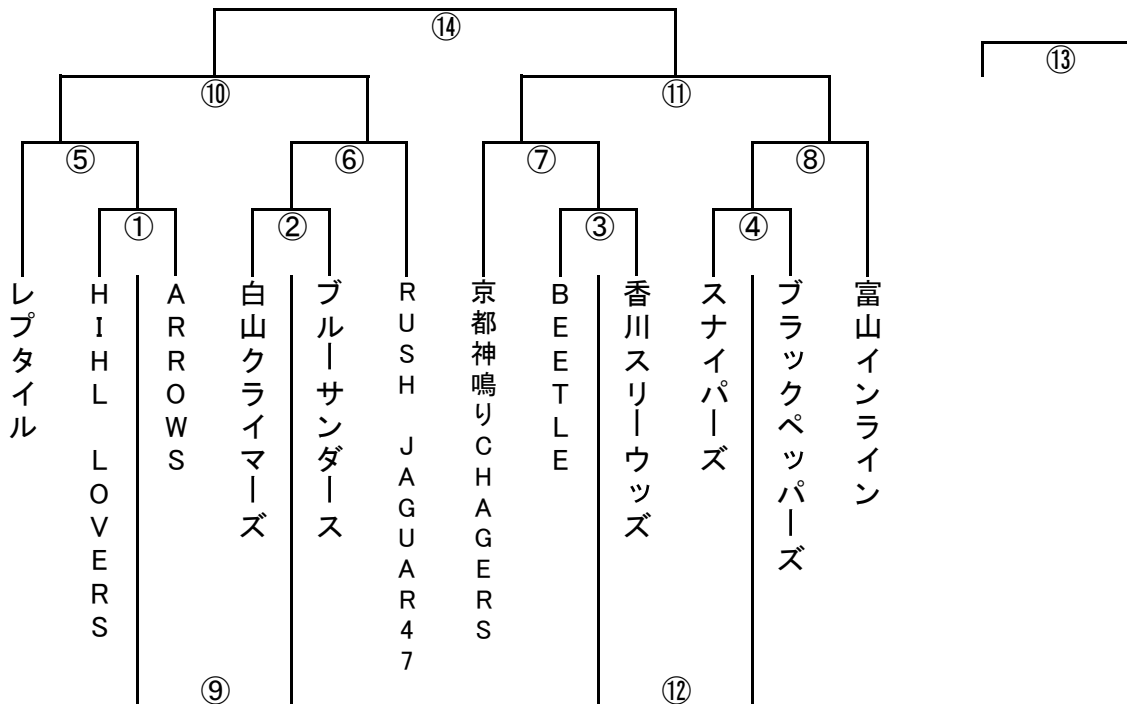 ⑭
⑬
⑩
⑪
⑤
⑥
⑦
⑧
①
②
③
④
レプタイル
HIHL LOVERS
ARROWS
白山クライマーズ
ブルーサンダース
RUSH JAGUAR47
京都神鳴りCHAGERS
BEETLE
香川スリーウッズ
スナイパーズ
ブラックペッパーズ
富山インライン
⑨
⑫